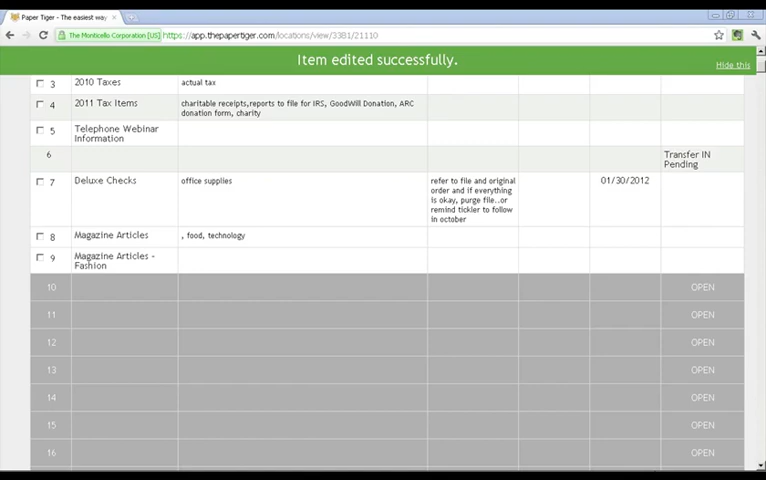 Paper Tiger - The easiest way
The Monticello Corporation [US] https://app.thepapertiger.com/locations/view/3381/21110
Item edited successfully.
Hide this
3 2010 Taxes actual tax
4 2011 Tax Items charitable receipts,reports to file for IRS, GoodWill Donation, ARC
donation form, charity
5 Telephone Webinar
Information
6 Transfer IN
Pending
7 Deluxe Checks office supplies refer to file and original 01/30/2012
order and if everything
is okay, purge file..or
remind tickler to follow
in october
8 Magazine Articles , food, technology
9 Magazine Articles -
Fashion
10 OPEN
11 OPEN
12 OPEN
13 OPEN
14 OPEN
15 OPEN
16 OPEN